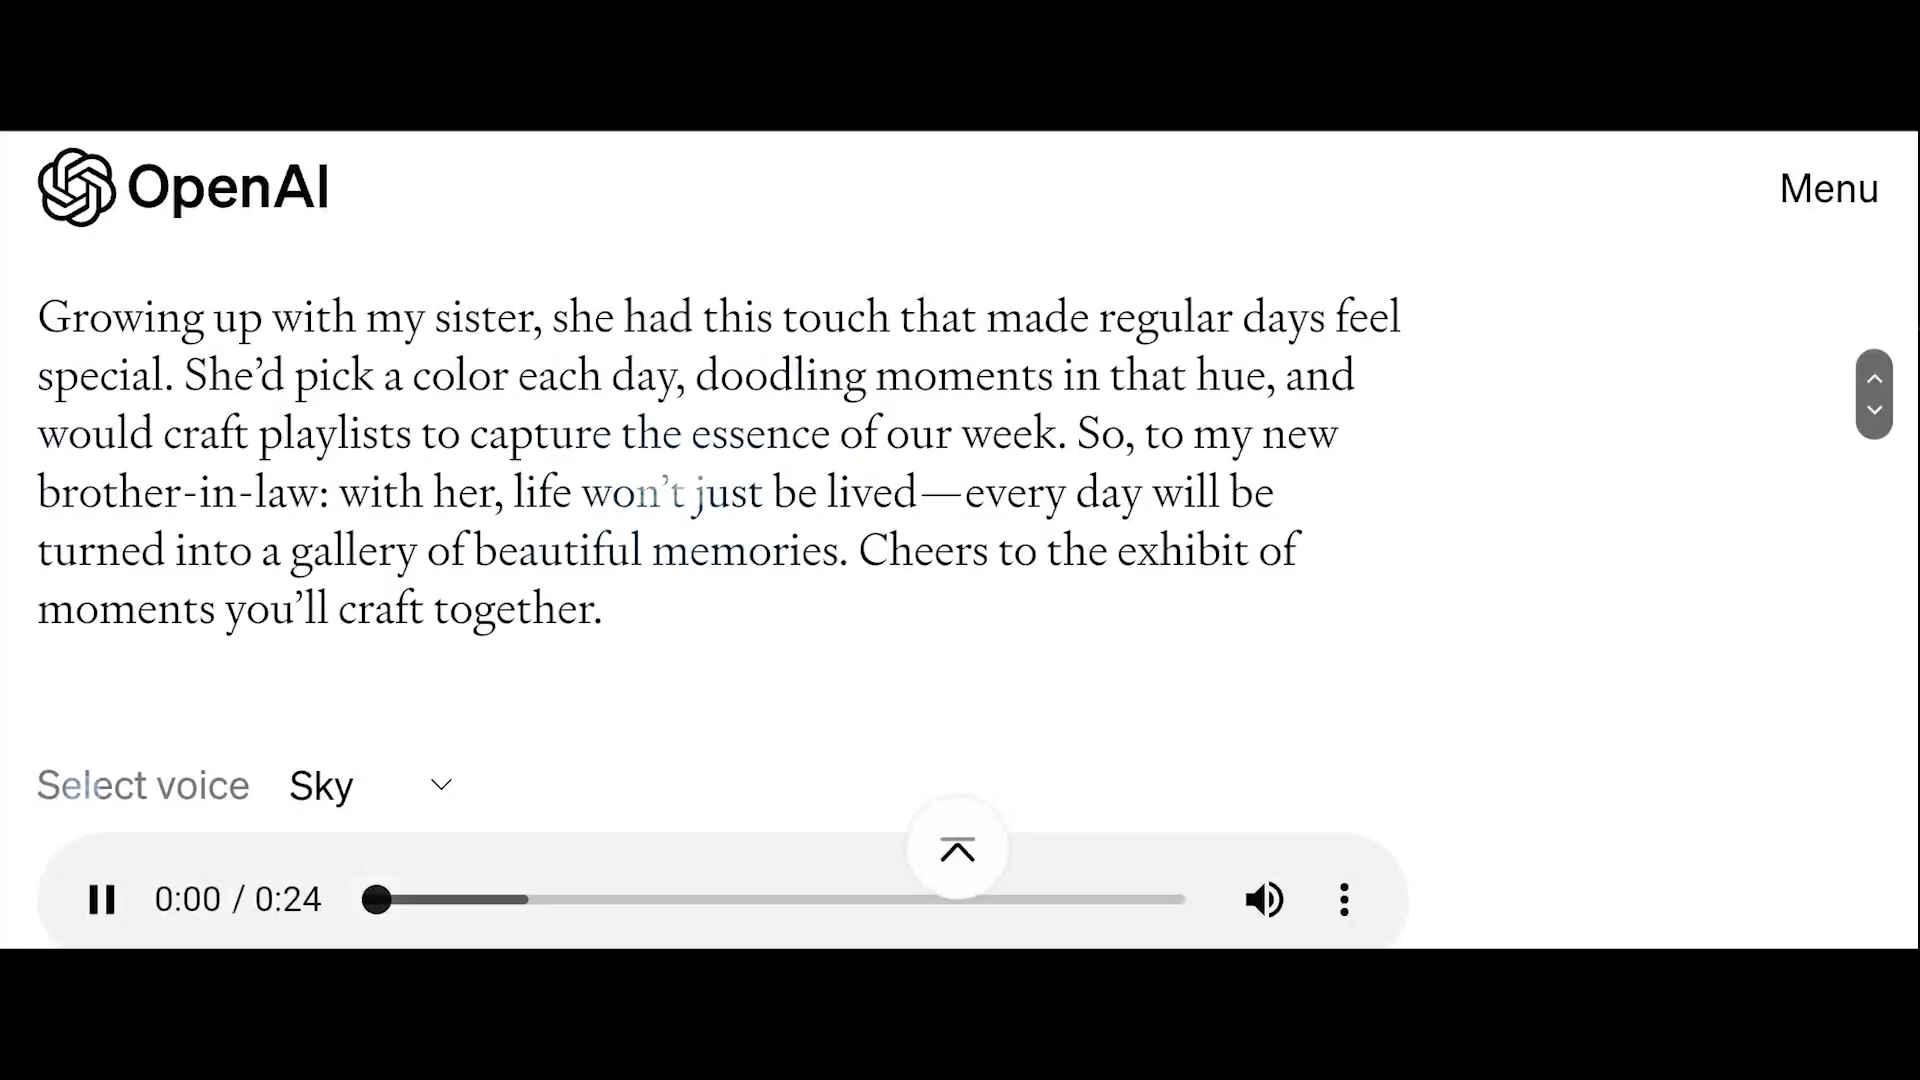 OpenAI
Menu
Growing up with my sister, she had this touch that made regular days feel
special. She’d pick a color each day, doodling moments in that hue, and
would craft playlists to capture the essence of our week. So, to my new
brother-in-law: with her, life won’t just be lived—every day will be
turned into a gallery of beautiful memories. Cheers to the exhibit of
moments you’ll craft together.
Select voice Sky
0:00 / 0:24